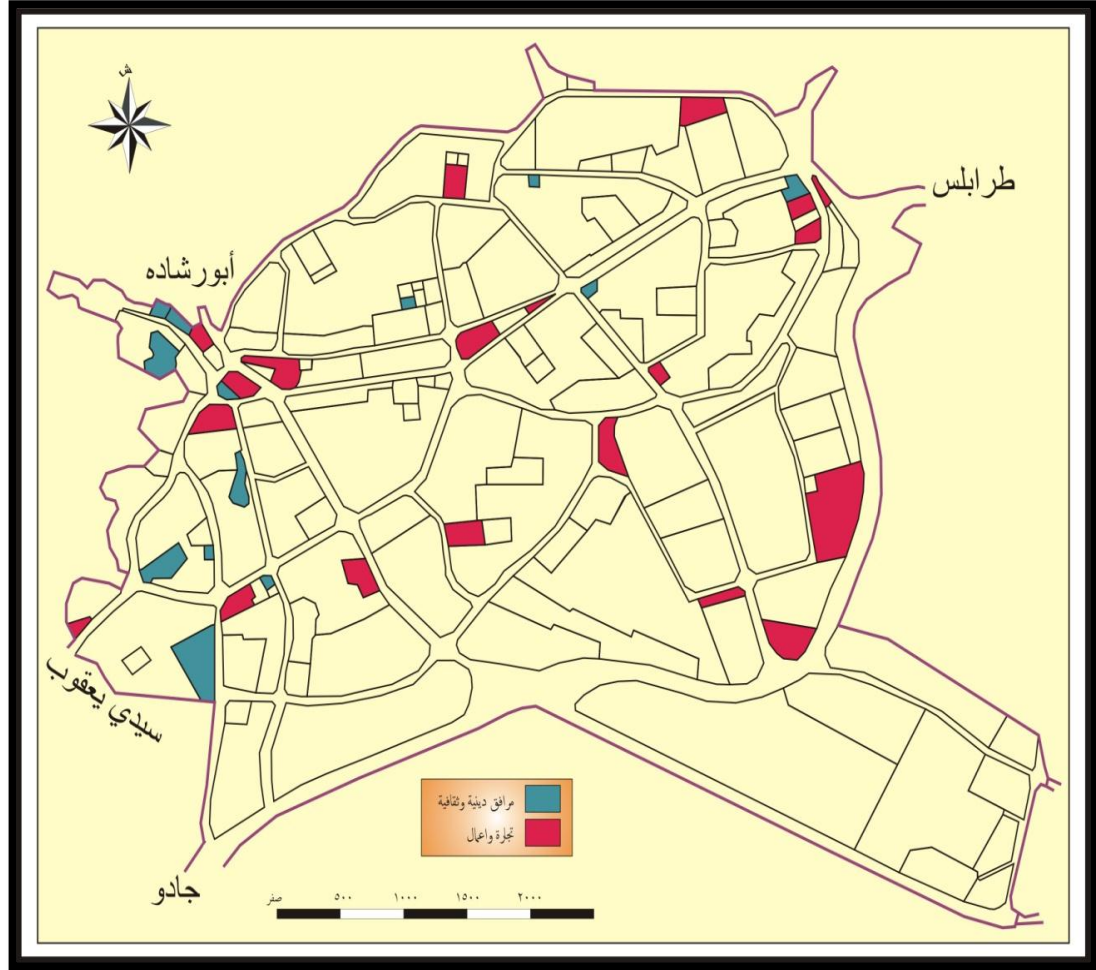 ش
طرابلس
أبورشاده
سيدي يعقوب
مرافق دينية وثقافية
تجارة واعمال
جادو
صفر ٥٠٠ ١٠٠٠ ١٥٠٠ ٢٠٠٠